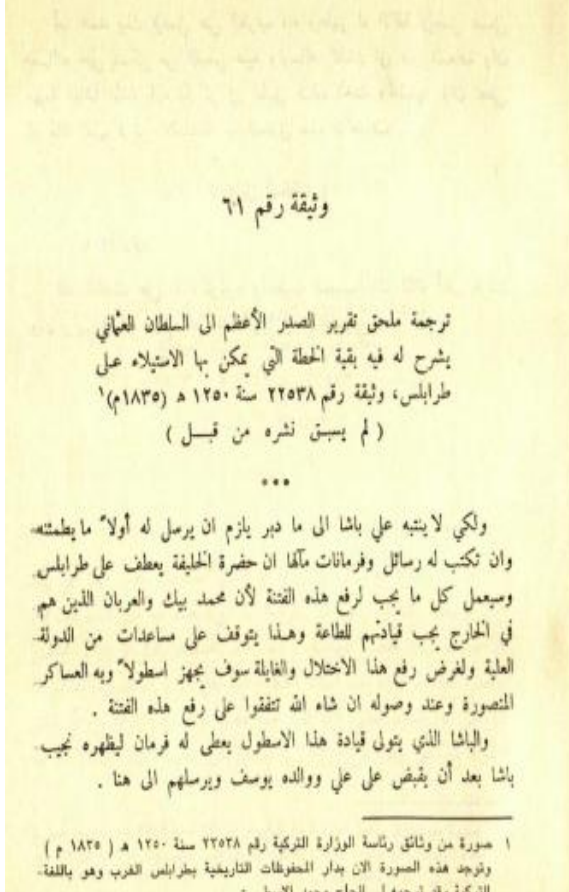 وثيقة رقم ٦١
ترجمة ملحق تقرير الصدر الأعظم الى السلطان العثماني
يشرح له فيه بقية الخطة التي يمكن بها الاستيلاء على
طرابلس، وثيقة رقم ٢٢٥٣٨ سنة ١٢٥٠ ه (١٨٣٥م)١
( لم يسبق نشره من قبل )
•••
ولكي لا ينتبه علي باشا الى ما دبر يلزم ان يرسل له أولاً ما يطمئنه
وان تكتب له رسائل وفرمانات مآلها ان حضرة الخليفة يعطف على طرابلس
وسيعمل كل ما يجب لرفع هذه الفتنة لأن محمد بيك والعربان الذين هم
في الخارج يجب قيادتهم للطاعة وهذا يتوقف على مساعدات من الدولة
العلية ولغرض رفع هذا الاختلال والغايلة سوف يجهز اسطولاً وبه العساكر
المنصورة وعند وصوله ان شاء الله تتفقوا على رفع هذه الفتنة .
والباشا الذي يتولى قيادة هذا الاسطول يعطى له فرمان ليظهره نجيب
باشا بعد أن يقبض على علي ووالده يوسف ويرسلهم الى هنا .
١ صورة من وثائق رئاسة الوزارة التركية رقم ٢٢٥٣٨ سنة ١٢٥٠ ه ( ١٨٣٥ م )
وتوجد هذه الصورة الان بدار المحفوظات التاريخية بطرابلس الغرب وهو باللغة